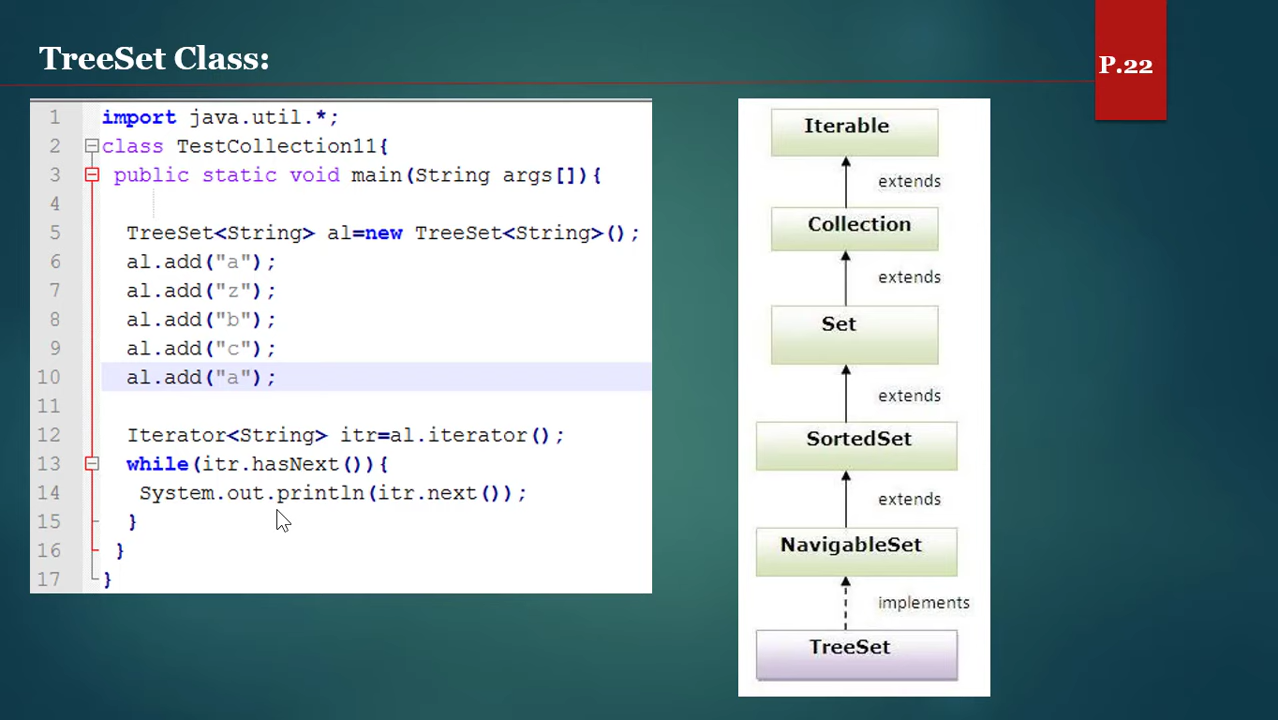 TreeSet Class:
P.22
1 import java.util.*;
2 class TestCollection11{
3 public static void main(String args[]){
4
5 TreeSet<String> al=new TreeSet<String>();
6 al.add("a");
7 al.add("z");
8 al.add("b");
9 al.add("c");
10 al.add("a");
11
12 Iterator<String> itr=al.iterator();
13 while(itr.hasNext()){
14 System.out.println(itr.next());
15 }
16 }
17 }
Iterable
extends
Collection
extends
Set
extends
SortedSet
extends
NavigableSet
implements
TreeSet